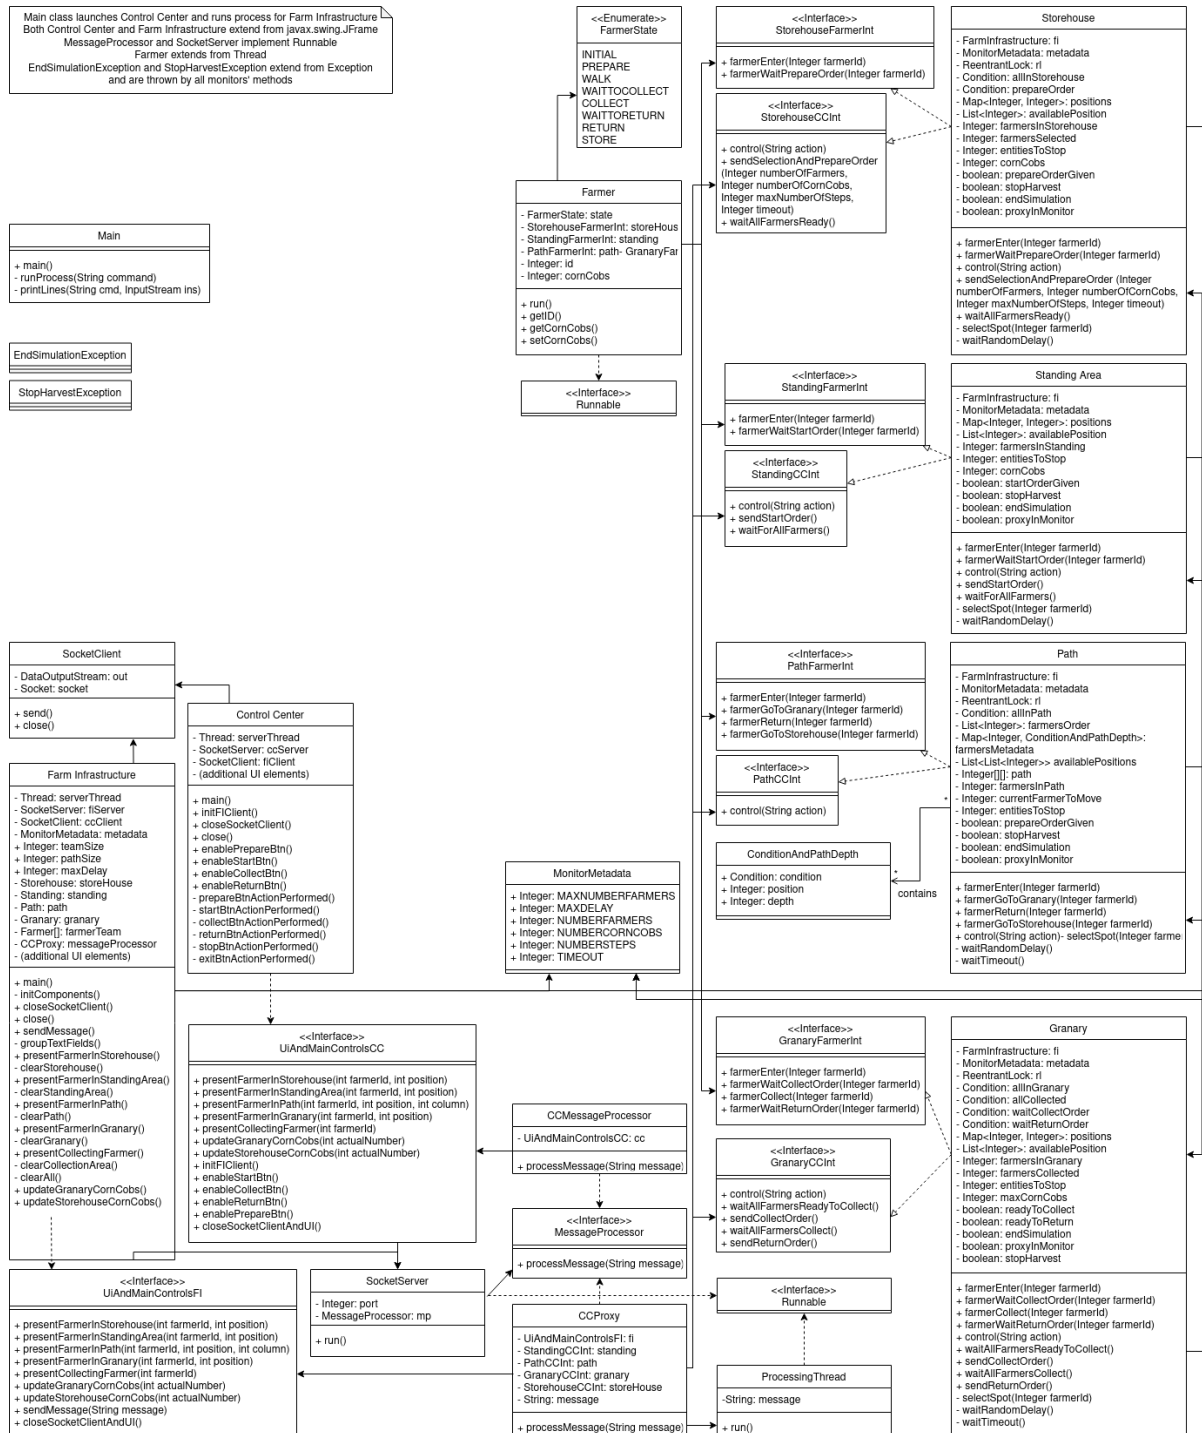 Main class launches Control Center and runs process for Farm Infrastructure
Both Control Center and Farm Infrastructure extend from javax.swing.JFrame
MessageProcessor and SocketServer implement Runnable
Farmer extends from Thread
EndSimulationException and StopHarvestException extend from Exception
and are thrown by all monitors' methods
<<Enumerate>>
FarmerState
INITIAL
PREPARE
WALK
WAITTOCOLLECT
COLLECT
WAITTORETURN
RETURN
STORE
<<Interface>>
StorehouseFarmerInt
+ farmerEnter(Integer farmerId)
+ farmerWaitPrepareOrder(Integer farmerId)
<<Interface>>
StorehouseCCInt
+ control(String action)
+ sendSelectionAndPrepareOrder
(Integer numberOfFarmers,
Integer numberOfCornCobs,
Integer maxNumberOfSteps,
Integer timeout)
+ waitAllFarmersReady()
Storehouse
- FarmInfrastructure: fi
- MonitorMetadata: metadata
- ReentrantLock: rl
- Condition: allInStorehouse
- Condition: prepareOrder
- Map<Integer, Integer>: positions
- List<Integer>: availablePosition
- Integer: farmersInStorehouse
- Integer: farmersSelected
- Integer: entitiesToStop
- Integer: cornCobs
- boolean: prepareOrderGiven
- boolean: stopHarvest
- boolean: endSimulation
- boolean: proxyInMonitor
+ farmerEnter(Integer farmerId)
+ farmerWaitPrepareOrder(Integer farmerId)
+ control(String action)
+ sendSelectionAndPrepareOrder (Integer
numberOfFarmers, Integer numberOfCornCobs,
Integer maxNumberOfSteps, Integer timeout)
+ waitAllFarmersReady()
- selectSpot(Integer farmerId)
- waitRandomDelay()
Farmer
- FarmerState: state
- StorehouseFarmerInt: storeHous
- StandingFarmerInt: standing
- PathFarmerInt: path- GranaryFar
- Integer: id
- Integer: cornCobs
+ run()
+ getID()
+ getCornCobs()
+ setCornCobs()
<<Interface>>
Runnable
Main
+ main()
- runProcess(String command)
- printLines(String cmd, InputStream ins)
EndSimulationException
StopHarvestException
<<Interface>>
StandingFarmerInt
+ farmerEnter(Integer farmerId)
+ farmerWaitStartOrder(Integer farmerId)
<<Interface>>
StandingCCInt
+ control(String action)
+ sendStartOrder()
+ waitForAllFarmers()
Standing Area
- FarmInfrastructure: fi
- MonitorMetadata: metadata
- Map<Integer, Integer>: positions
- List<Integer>: availablePosition
- Integer: farmersInStanding
- Integer: entitiesToStop
- Integer: cornCobs
- boolean: startOrderGiven
- boolean: stopHarvest
- boolean: endSimulation
- boolean: proxyInMonitor
+ farmerEnter(Integer farmerId)
+ farmerWaitStartOrder(Integer farmerId)
+ control(String action)
+ sendStartOrder()
+ waitForAllFarmers()
- selectSpot(Integer farmerId)
- waitRandomDelay()
SocketClient
- DataOutputStream: out
- Socket: socket
+ send()
+ close()
Control Center
- Thread: serverThread
- SocketServer: ccServer
- SocketClient: fiClient
- (additional UI elements)
+ main()
+ initFIClient()
+ closeSocketClient()
+ close()
+ enablePrepareBtn()
+ enableStartBtn()
+ enableCollectBtn()
+ enableReturnBtn()
- prepareBtnActionPerformed()
- startBtnActionPerformed()
- collectBtnActionPerformed()
- returnBtnActionPerformed()
- stopBtnActionPerformed()
- exitBtnActionPerformed()
Farm Infrastructure
- Thread: serverThread
- SocketServer: fiServer
- SocketClient: ccClient
- MonitorMetadata: metadata
+ Integer: teamSize
+ Integer: pathSize
+ Integer: maxDelay
- Storehouse: storeHouse
- Standing: standing
- Path: path
- Granary: granary
- Farmer[]: farmerTeam
- CCProxy: messageProcessor
- (additional UI elements)
+ main()
- initComponents()
+ closeSocketClient()
+ close()
+ sendMessage()
- groupTextFields()
+ presentFarmerInStorehouse()
- clearStorehouse()
+ presentFarmerInStandingArea()
- clearStandingArea()
+ presentFarmerInPath()
- clearPath()
+ presentFarmerInGranary()
- clearGranary()
+ presentCollectingFarmer()
- clearCollectionArea()
- clearAll()
+ updateGranaryCornCobs()
+ updateStorehouseCornCobs()
<<Interface>>
PathFarmerInt
+ farmerEnter(Integer farmerId)
+ farmerGoToGranary(Integer farmerId)
+ farmerReturn(Integer farmerId)
+ farmerGoToStorehouse(Integer farmerId)
<<Interface>>
PathCCInt
+ control(String action)
ConditionAndPathDepth
+ Condition: condition
+ Integer: position
+ Integer: depth
*
*
contains
Path
- FarmInfrastructure: fi
- MonitorMetadata: metadata
- ReentrantLock: rl
- Condition: allInPath
- List<Integer>: farmersOrder
- Map<Integer, ConditionAndPathDepth>:
farmersMetadata
- List<List<Integer>> availablePositions
- Integer[][]: path
- Integer: farmersInPath
- Integer: currentFarmerToMove
- Integer: entitiesToStop
- boolean: prepareOrderGiven
- boolean: stopHarvest
- boolean: endSimulation
- boolean: proxyInMonitor
+ farmerEnter(Integer farmerId)
+ farmerGoToGranary(Integer farmerId)
+ farmerReturn(Integer farmerId)
+ farmerGoToStorehouse(Integer farmerId)
+ control(String action)- selectSpot(Integer farme
- waitRandomDelay()
- waitTimeout()
MonitorMetadata
+ Integer: MAXNUMBERFARMERS
+ Integer: MAXDELAY
+ Integer: NUMBERFARMERS
+ Integer: NUMBERCORNCOBS
+ Integer: NUMBERSTEPS
+ Integer: TIMEOUT
<<Interface>>
UiAndMainControlsCC
+ presentFarmerInStorehouse(int farmerId, int position)
+ presentFarmerInStandingArea(int farmerId, int position)
+ presentFarmerInPath(int farmerId, int position, int column)
+ presentFarmerInGranary(int farmerId, int position)
+ presentCollectingFarmer(int farmerId)
+ updateGranaryCornCobs(int actualNumber)
+ updateStorehouseCornCobs(int actualNumber)
+ initFIClient()
+ enableStartBtn()
+ enableCollectBtn()
+ enableReturnBtn()
+ enablePrepareBtn()
+ closeSocketClientAndUI()
CCMessageProcessor
- UiAndMainControlsCC: cc
+ processMessage(String message)
<<Interface>>
MessageProcessor
+ processMessage(String message)
<<Interface>>
GranaryFarmerInt
+ farmerEnter(Integer farmerId)
+ farmerWaitCollectOrder(Integer farmerId)
+ farmerCollect(Integer farmerId)
+ farmerWaitReturnOrder(Integer farmerId)
<<Interface>>
GranaryCCInt
+ control(String action)
+ waitAllFarmersReadyToCollect()
+ sendCollectOrder()
+ waitAllFarmersCollect()
+ sendReturnOrder()
Granary
- FarmInfrastructure: fi
- MonitorMetadata: metadata
- ReentrantLock: rl
- Condition: allInGranary
- Condition: allCollected
- Condition: waitCollectOrder
- Condition: waitReturnOrder
- Map<Integer, Integer>: positions
- List<Integer>: availablePosition
- Integer: farmersInGranary
- Integer: farmersCollected
- Integer: entitiesToStop
- Integer: maxCornCobs
- boolean: readyToCollect
- boolean: readyToReturn
- boolean: endSimulation
- boolean: proxyInMonitor
- boolean: stopHarvest
+ farmerEnter(Integer farmerId)
+ farmerWaitCollectOrder(Integer farmerId)
+ farmerCollect(Integer farmerId)
+ farmerWaitReturnOrder(Integer farmerId)
+ control(String action)
+ waitAllFarmersReadyToCollect()
+ sendCollectOrder()
+ waitAllFarmersCollect()
+ sendReturnOrder()
- selectSpot(Integer farmerId)
- waitRandomDelay()
- waitTimeout()
<<Interface>>
UiAndMainControlsFI
+ presentFarmerInStorehouse(int farmerId, int position)
+ presentFarmerInStandingArea(int farmerId, int position)
+ presentFarmerInPath(int farmerId, int position, int column)
+ presentFarmerInGranary(int farmerId, int position)
+ presentCollectingFarmer(int farmerId)
+ updateGranaryCornCobs(int actualNumber)
+ updateStorehouseCornCobs(int actualNumber)
+ sendMessage(String message)
+ closeSocketClientAndUI()
SocketServer
- Integer: port
- MessageProcessor: mp
+ run()
CCProxy
- UiAndMainControlsFI: fi
- StandingCCInt: standing
- PathCCInt: path
- GranaryCCInt: granary
- StorehouseCCInt: storeHouse
- String: message
+ processMessage(String message)
<<Interface>>
Runnable
ProcessingThread
-String: message
+ run()